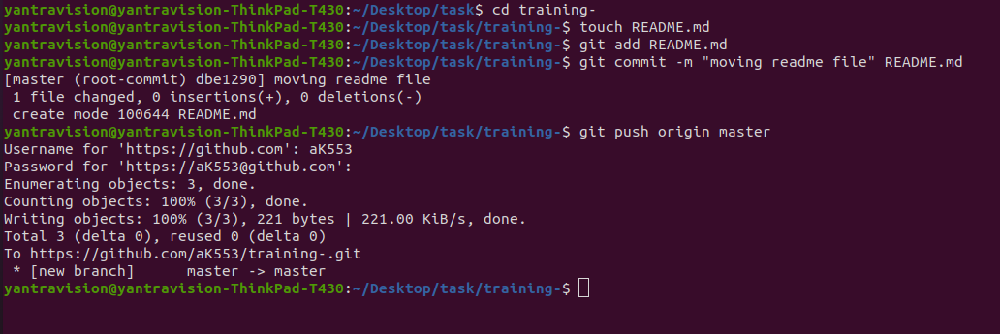 yantravision@yantravision-ThinkPad-T430:~/Desktop/task$ cd training-
yantravision@yantravision-ThinkPad-T430:~/Desktop/task/training-$ touch README.md
yantravision@yantravision-ThinkPad-T430:~/Desktop/task/training-$ git add README.md
yantravision@yantravision-ThinkPad-T430:~/Desktop/task/training-$ git commit -m "moving readme file" README.md
[master (root-commit) dbe1290] moving readme file
 1 file changed, 0 insertions(+), 0 deletions(-)
 create mode 100644 README.md
yantravision@yantravision-ThinkPad-T430:~/Desktop/task/training-$ git push origin master
Username for 'https://github.com': aK553
Password for 'https://aK553@github.com':
Enumerating objects: 3, done.
Counting objects: 100% (3/3), done.
Writing objects: 100% (3/3), 221 bytes | 221.00 KiB/s, done.
Total 3 (delta 0), reused 0 (delta 0)
To https://github.com/aK553/training-.git
 * [new branch]      master -> master
yantravision@yantravision-ThinkPad-T430:~/Desktop/task/training-$